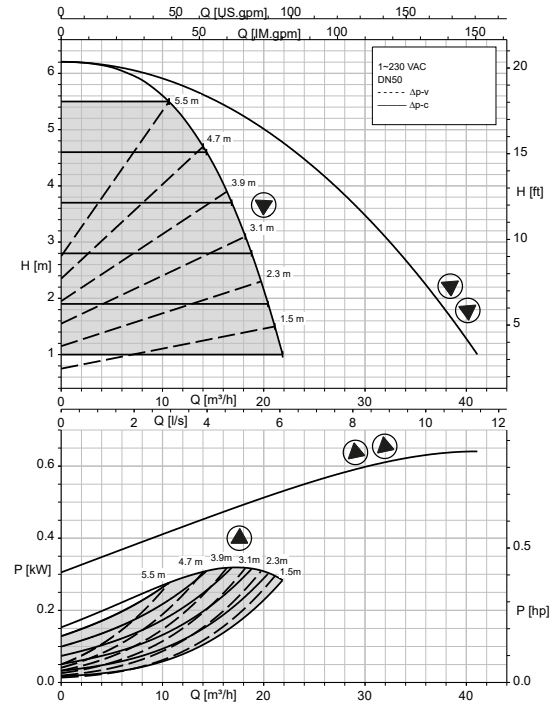 0 50 Q [US.gpm] 100 150
0 50 Q [IM.gpm] 100 150
1~230 VAC
DN50
Δp-v
Δp-c
6
5
4
3
H [m]
2
1
20
15
H [ft]
10
5
5.5 m
4.7 m
3.9 m
3.1 m
2.3 m
1.5 m
0 10 20 30 40
Q [m³/h]
0 2 Q [l/s] 4 6 8 10 12
0.6
0.4
P [kW]
0.2
0.0
0.5
P [hp]
0.0
5.5 m
4.7 m
3.9m
3.1m
2.3m
1.5m
0 10 20 30 40
Q [m³/h]